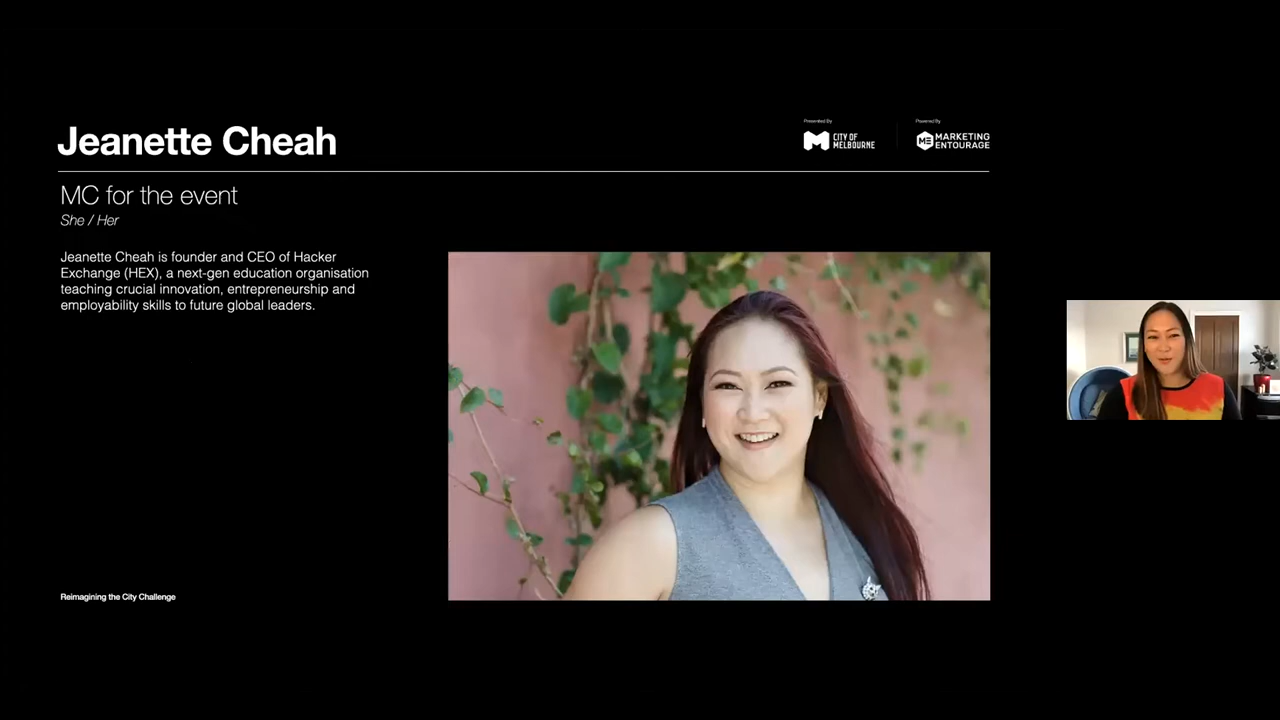 Jeanette Cheah
Presented By
CITY OF
MELBOURNE
Powered By
ME
MARKETING
ENTOURAGE
MC for the event
She / Her
Jeanette Cheah is founder and CEO of Hacker
Exchange (HEX), a next-gen education organisation
teaching crucial innovation, entrepreneurship and
employability skills to future global leaders.
Reimagining the City Challenge